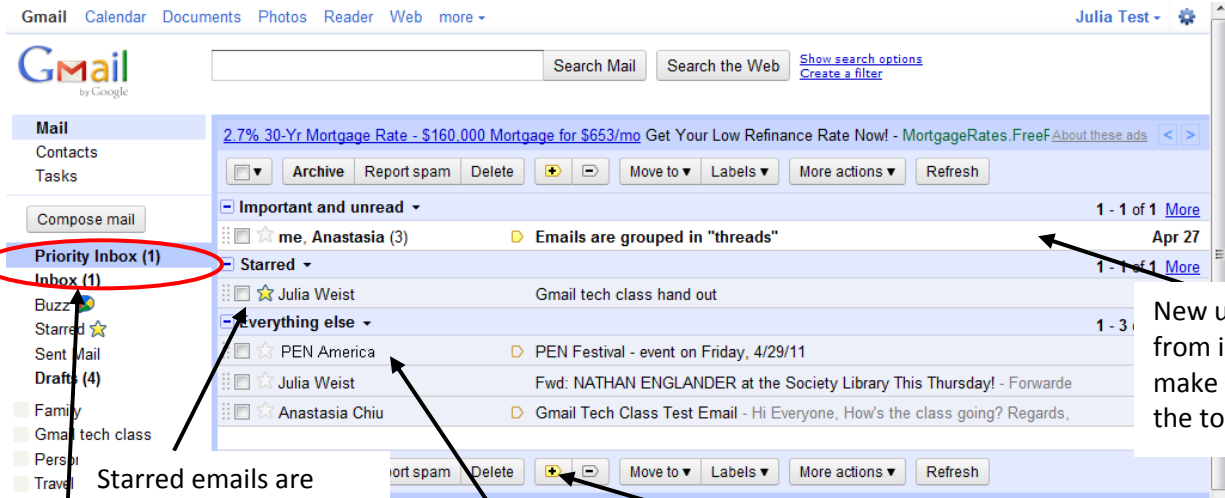 Gmail Calendar Documents Photos Reader Web more Julia Test
Gmail by Google
Search Mail Search the Web Show search options
Create a filter
Mail
Contacts
Tasks
Compose mail
Priority Inbox (1)
Inbox (1)
Buzz
Starred
Sent Mail
Drafts (4)
Family
Gmail tech class
Travel
2.7% 30-Yr Mortgage Rate - $160,000 Mortgage for $653/mo Get Your Low Refinance Rate Now! - MortgageRates.FreeF About these ads < >
Archive Report spam Delete Move to Labels More actions Refresh
Important and unread 1 - 1 of 1 More
me, Anastasia (3) Emails are grouped in "threads" Apr 27
Starred 1 - 1 of 1 More
Julia Weist Gmail tech class hand out
Everything else 1 - 3
PEN America PEN Festival - event on Friday, 4/29/11
Julia Weist Fwd: NATHAN ENGLANDER at the Society Library This Thursday! - Forwarde
Anastasia Chiu Gmail Tech Class Test Email - Hi Everyone, How's the class going? Regards,
ort spam Delete Move to Labels More actions Refresh
New u
from i
make
the to
Starred emails are